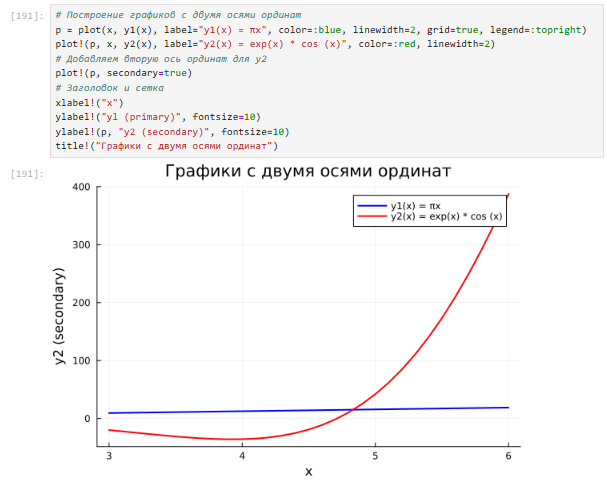 [191]: # Построение графиков с двумя осями ординат
p = plot(x, y1(x), label="y1(x) = πx", color=:blue, linewidth=2, grid=true, legend=:topright)
plot!(p, x, y2(x), label="y2(x) = exp(x) * cos (x)", color=:red, linewidth=2)
# Добавляем вторую ось ординат для y2
plot!(p, secondary=true)
# Заголовок и сетка
xlabel!("x")
ylabel!("y1 (primary)", fontsize=10)
ylabel!(p, "y2 (secondary)", fontsize=10)
title!("Графики с двумя осями ординат")
[191]:
Графики с двумя осями ординат
y1(x) = πx
y2(x) = exp(x) * cos (x)
400
300
200
100
0
y2 (secondary)
3 4 5 6
x